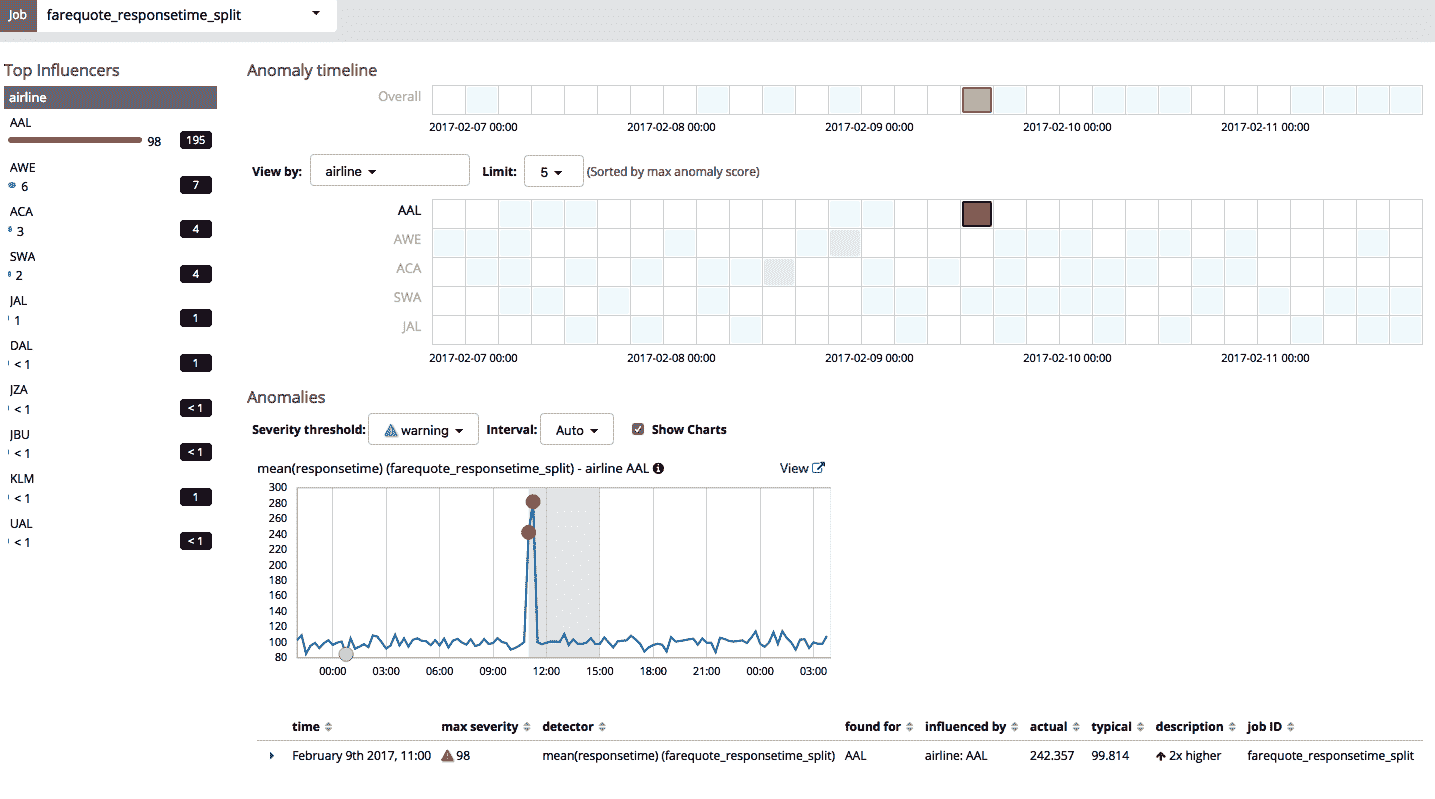 Job farequote_responsetime_split
Top Influencers
airline
AAL
98 195
AWE
6 7
ACA
3 4
SWA
2 4
JAL
1 1
DAL
< 1 1
JZA
< 1 < 1
JBU
< 1 < 1
KLM
< 1 1
UAL
< 1 < 1
Anomaly timeline
Overall
2017-02-07 00:00 2017-02-08 00:00 2017-02-09 00:00 2017-02-10 00:00 2017-02-11 00:00
View by: airline Limit: 5 (Sorted by max anomaly score)
AAL
AWE
ACA
SWA
JAL
2017-02-07 00:00 2017-02-08 00:00 2017-02-09 00:00 2017-02-10 00:00 2017-02-11 00:00
Anomalies
Severity threshold: warning Interval: Auto Show Charts
mean(responsetime) (farequote_responsetime_split) - airline AAL View
300
280
260
240
220
200
180
160
140
120
100
80
00:00 03:00 06:00 09:00 12:00 15:00 18:00 21:00 00:00 03:00
time max severity detector found for influenced by actual typical description job ID
February 9th 2017, 11:00 98 mean(responsetime) (farequote_responsetime_split) AAL airline: AAL 242.357 99.814 2x higher farequote_responsetime_split